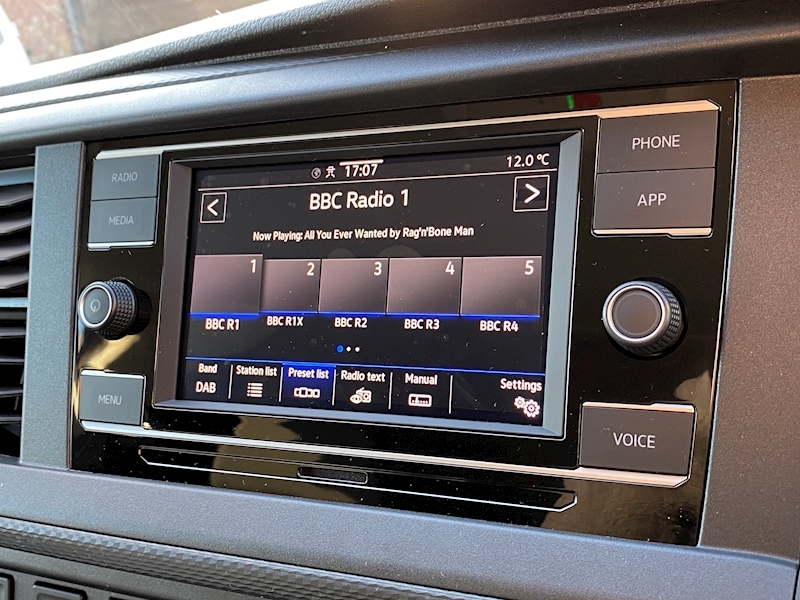 RADIO
MEDIA
MENU
17:07
12.0 ℃
< BBC Radio 1 >
Now Playing: All You Ever Wanted by Rag'n'Bone Man
1 2 3 4 5
BBC R1 BBC R1X BBC R2 BBC R3 BBC R4
Band Station list Preset list Radio text Manual Settings
DAB
PHONE
APP
VOICE